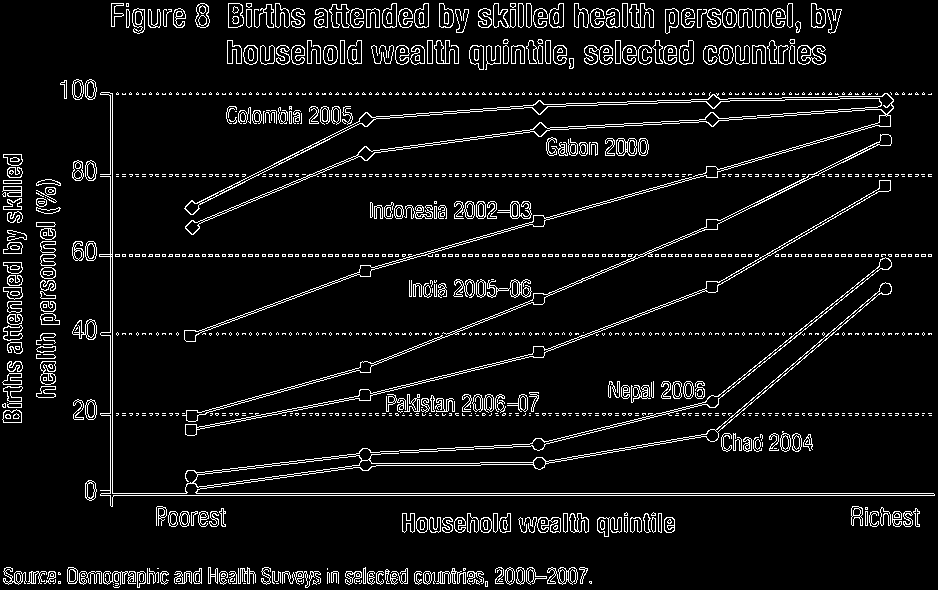 Figure 8 Births attended by skilled health personnel, by
household wealth quintile, selected countries
Births attended by skilled
health personnel (%)
100
80
60
40
20
0
Colombia 2005
Gabon 2000
Indonesia 2002–03
India 2005–06
Pakistan 2006–07
Nepal 2006
Chad 2004
Poorest
Household wealth quintile
Richest
Source: Demographic and Health Surveys in selected countries, 2000–2007.